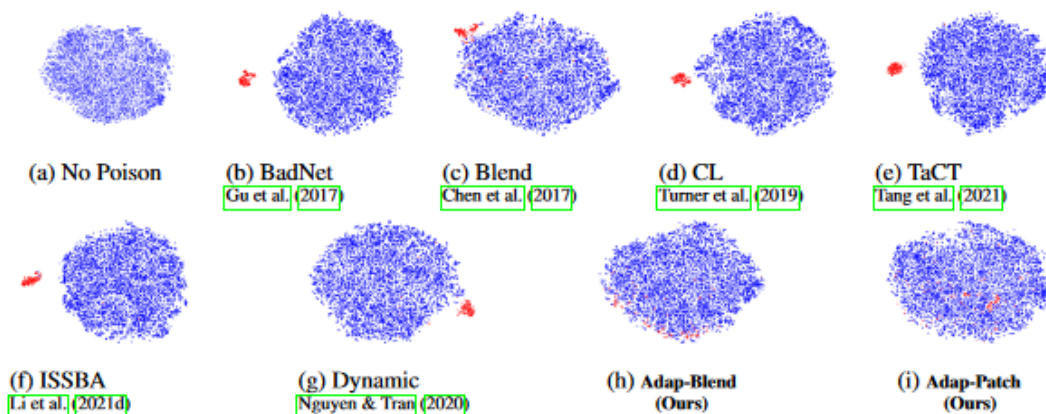 (a) No Poison
(b) BadNet
Gu et al. (2017)
(c) Blend
Chen et al. (2017)
(d) CL
Turner et al. (2019)
(e) TaCT
Tang et al. (2021)
(f) ISSBA
Li et al. (2021d)
(g) Dynamic
Nguyen & Tran (2020)
(h) Adap-Blend
(Ours)
(i) Adap-Patch
(Ours)